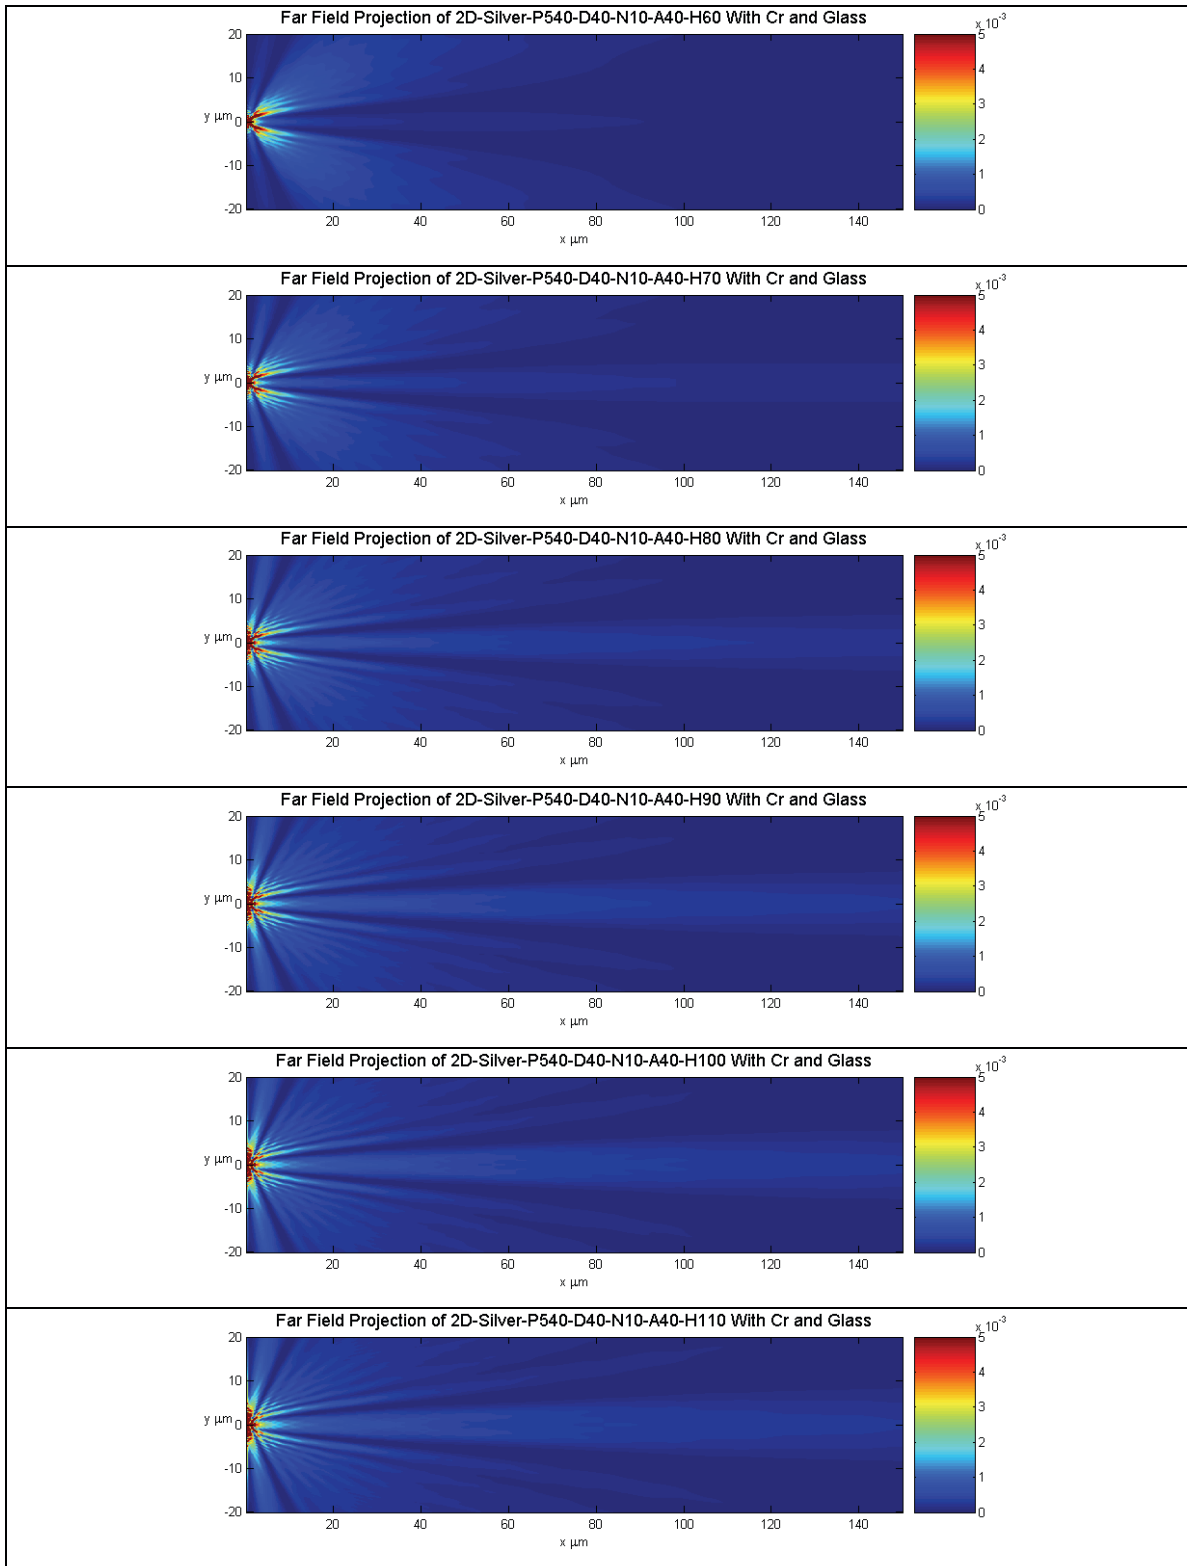 Far Field Projection of 2D-Silver-P540-D40-N10-A40-H60 With Cr and Glass
x 10⁻³
20
10
y μm 0
-10
-20
20 40 60 80 100 120 140
x μm
5
4
3
2
1
0
Far Field Projection of 2D-Silver-P540-D40-N10-A40-H70 With Cr and Glass
x 10⁻³
20
10
y μm 0
-10
-20
20 40 60 80 100 120 140
x μm
5
4
3
2
1
0
Far Field Projection of 2D-Silver-P540-D40-N10-A40-H80 With Cr and Glass
x 10⁻³
20
10
y μm 0
-10
-20
20 40 60 80 100 120 140
x μm
5
4
3
2
1
0
Far Field Projection of 2D-Silver-P540-D40-N10-A40-H90 With Cr and Glass
x 10⁻³
20
10
y μm 0
-10
-20
20 40 60 80 100 120 140
x μm
5
4
3
2
1
0
Far Field Projection of 2D-Silver-P540-D40-N10-A40-H100 With Cr and Glass
x 10⁻³
20
10
y μm 0
-10
-20
20 40 60 80 100 120 140
x μm
5
4
3
2
1
0
Far Field Projection of 2D-Silver-P540-D40-N10-A40-H110 With Cr and Glass
x 10⁻³
20
10
y μm 0
-10
-20
20 40 60 80 100 120 140
x μm
5
4
3
2
1
0